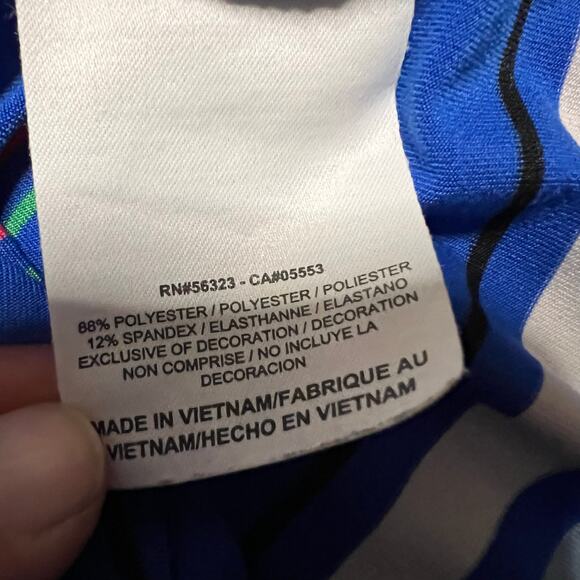 RN#56323 - CA#05553
88% POLYESTER / POLYESTER / POLIESTER
12% SPANDEX / ELASTHANNE / ELASTANO
EXCLUSIVE OF DECORATION / DECORATION
NON COMPRISE / NO INCLUYE LA
DECORACION
MADE IN VIETNAM/FABRIQUE AU
VIETNAM/HECHO EN VIETNAM